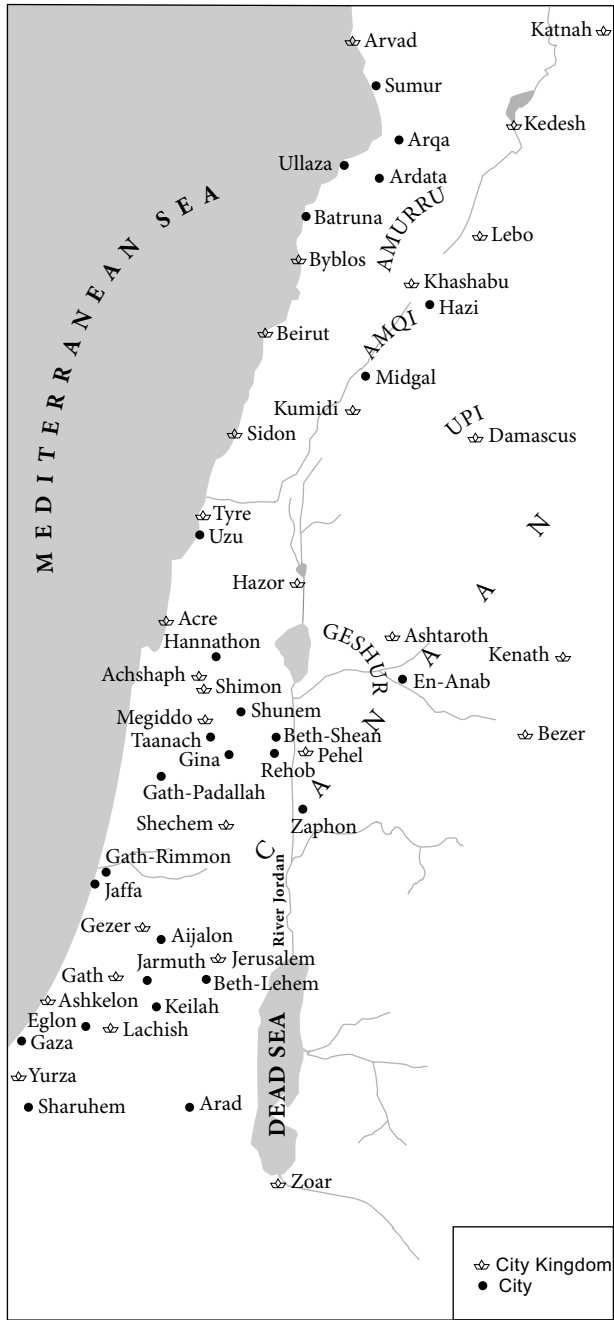 Katnah
Arvad
Sumur
Kedesh
Arqa
Ullaza
Ardata
AMURRU
MEDITERRANEAN SEA
Batruna
Lebo
Byblos
Khashabu
Hazi
AMQI
Beirut
Midgal
Kumidi
UPI
Sidon
Damascus
Tyre
Uzu
CANAAN
Hazor
Acre
GESHUR
Ashtaroth
Hannathon
Kenath
Achshaph
En-Anab
Shimon
Shunem
Megiddo
Taanach
Beth-Shean
Bezer
Gina
Rehob
Pehel
Gath-Padallah
Shechem
Zaphon
Gath-Rimmon
Jaffa
River Jordan
Gezer
Aijalon
Jarmuth
Jerusalem
Gath
Beth-Lehem
Ashkelon
Keilah
Eglon
Lachish
Gaza
DEAD SEA
Yurza
Sharuhem
Arad
Zoar
City Kingdom
City